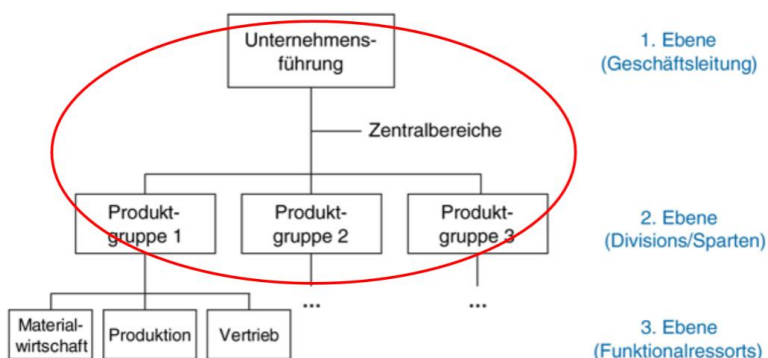 Unternehmens-
führung
1. Ebene
(Geschäftsleitung)
Zentralbereiche
Produkt-
gruppe 1
Produkt-
gruppe 2
Produkt-
gruppe 3
2. Ebene
(Divisions/Sparten)
...
...
Material-
wirtschaft
Produktion
Vertrieb
3. Ebene
(Funktionalressorts)